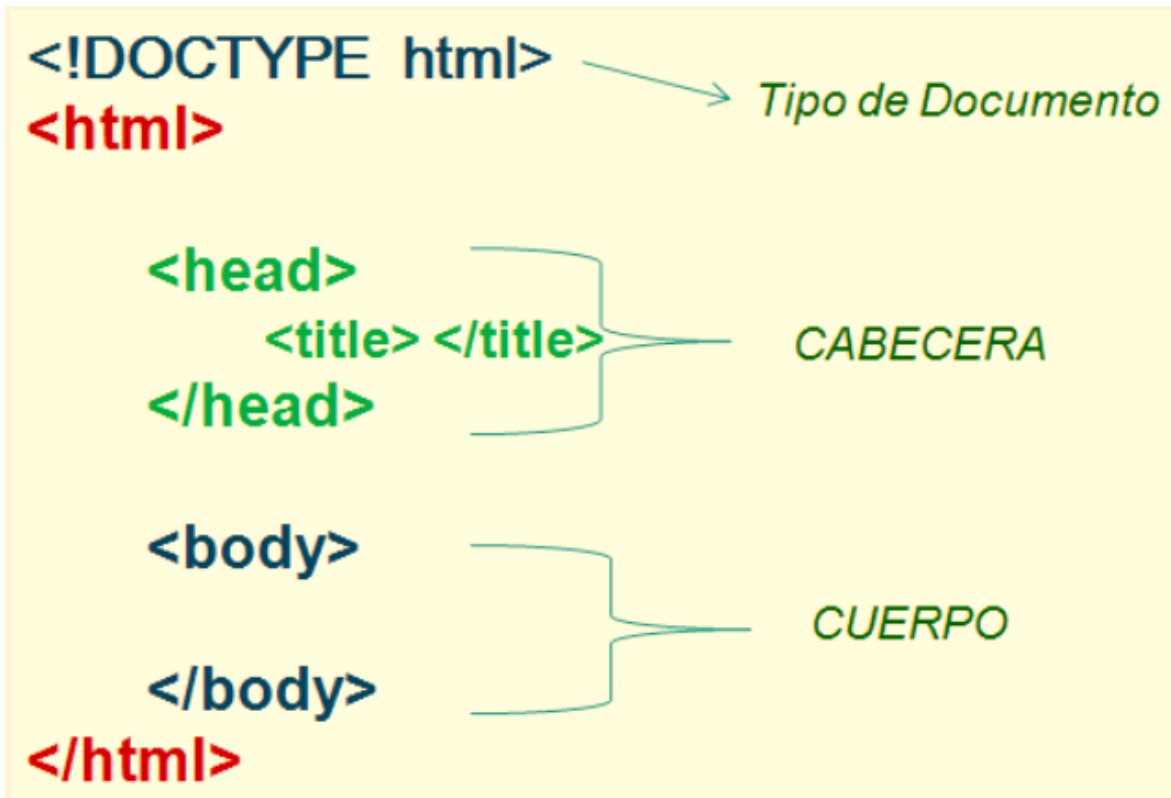 <!DOCTYPE html>
Tipo de Documento
<html>
<head>
<title> </title>
CABECERA
</head>
<body>
CUERPO
</body>
</html>